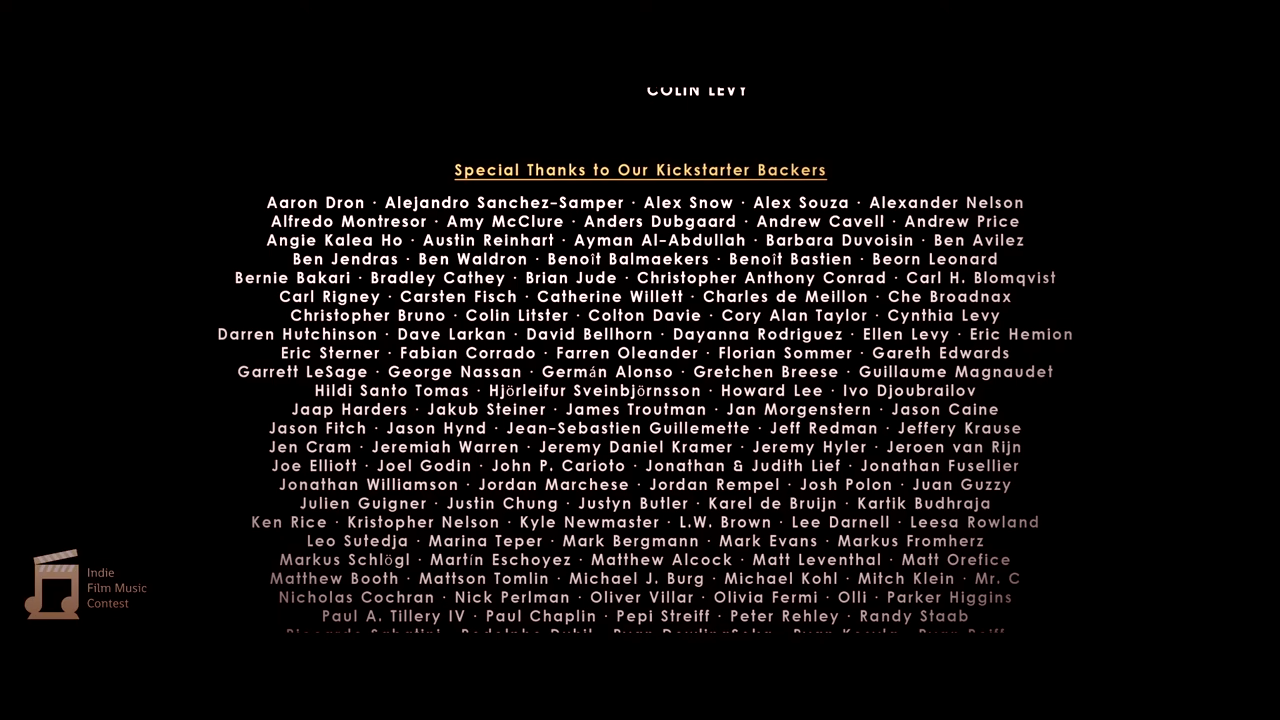 COLIN LEVY
Special Thanks to Our Kickstarter Backers
Aaron Dron · Alejandro Sanchez-Samper · Alex Snow · Alex Souza · Alexander Nelson
Alfredo Montresor · Amy McClure · Anders Dubgaard · Andrew Cavell · Andrew Price
Angie Kalea Ho · Austin Reinhart · Ayman Al-Abdullah · Barbara Duvoisin · Ben Avilez
Ben Jendras · Ben Waldron · Benoît Balmaekers · Benoît Bastien · Beorn Leonard
Bernie Bakari · Bradley Cathey · Brian Jude · Christopher Anthony Conrad · Carl H. Blomqvist
Carl Rigney · Carsten Fisch · Catherine Willett · Charles de Meillon · Che Broadnax
Christopher Bruno · Colin Litster · Colton Davie · Cory Alan Taylor · Cynthia Levy
Darren Hutchinson · Dave Larkan · David Bellhorn · Dayanna Rodriguez · Ellen Levy · Eric Hemion
Eric Sterner · Fabian Corrado · Farren Oleander · Florian Sommer · Gareth Edwards
Garrett LeSage · George Nassan · Germán Alonso · Gretchen Breese · Guillaume Magnaudet
Hildi Santo Tomas · Hjörleifur Sveinbjörnsson · Howard Lee · Ivo Djoubrailov
Jaap Harders · Jakub Steiner · James Troutman · Jan Morgenstern · Jason Caine
Jason Fitch · Jason Hynd · Jean-Sebastien Guillemette · Jeff Redman · Jeffery Krause
Jen Cram · Jeremiah Warren · Jeremy Daniel Kramer · Jeremy Hyler · Jeroen van Rijn
Joe Elliott · Joel Godin · John P. Carioto · Jonathan & Judith Lief · Jonathan Fusellier
Jonathan Williamson · Jordan Marchese · Jordan Rempel · Josh Polon · Juan Guzzy
Julien Guigner · Justin Chung · Justyn Butler · Karel de Bruijn · Kartik Budhraja
Ken Rice · Kristopher Nelson · Kyle Newmaster · L.W. Brown · Lee Darnell · Leesa Rowland
Leo Sutedja · Marina Teper · Mark Bergmann · Mark Evans · Markus Fromherz
Markus Schlögl · Martín Eschoyez · Matthew Alcock · Matt Leventhal · Matt Orefice
Matthew Booth · Mattson Tomlin · Michael J. Burg · Michael Kohl · Mitch Klein · Mr. C
Nicholas Cochran · Nick Perlman · Oliver Villar · Olivia Fermi · Olli · Parker Higgins
Paul A. Tillery IV · Paul Chaplin · Pepi Streiff · Peter Rehley · Randy Staab
Indie
Film Music
Contest